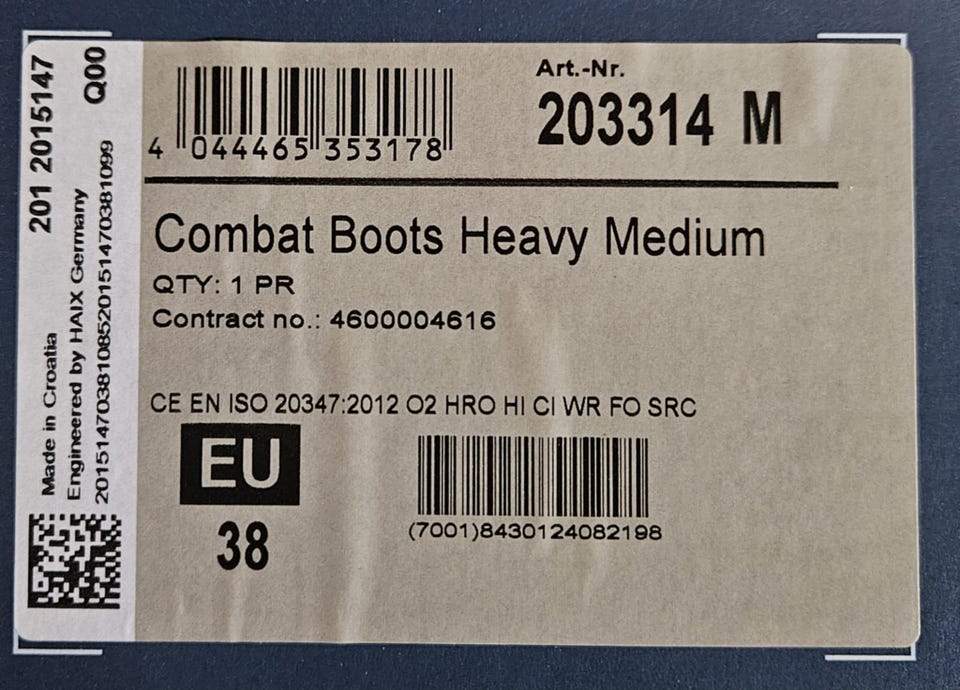 201 2015147
Q00
Made in Croatia
Engineered by HAIX Germany
2015147038108520151470381099
4 044465 353178
Art.-Nr.
203314 M
Combat Boots Heavy Medium
QTY: 1 PR
Contract no.: 4600004616
CE EN ISO 20347:2012 O2 HRO HI CI WR FO SRC
EU
38
(7001)8430124082198